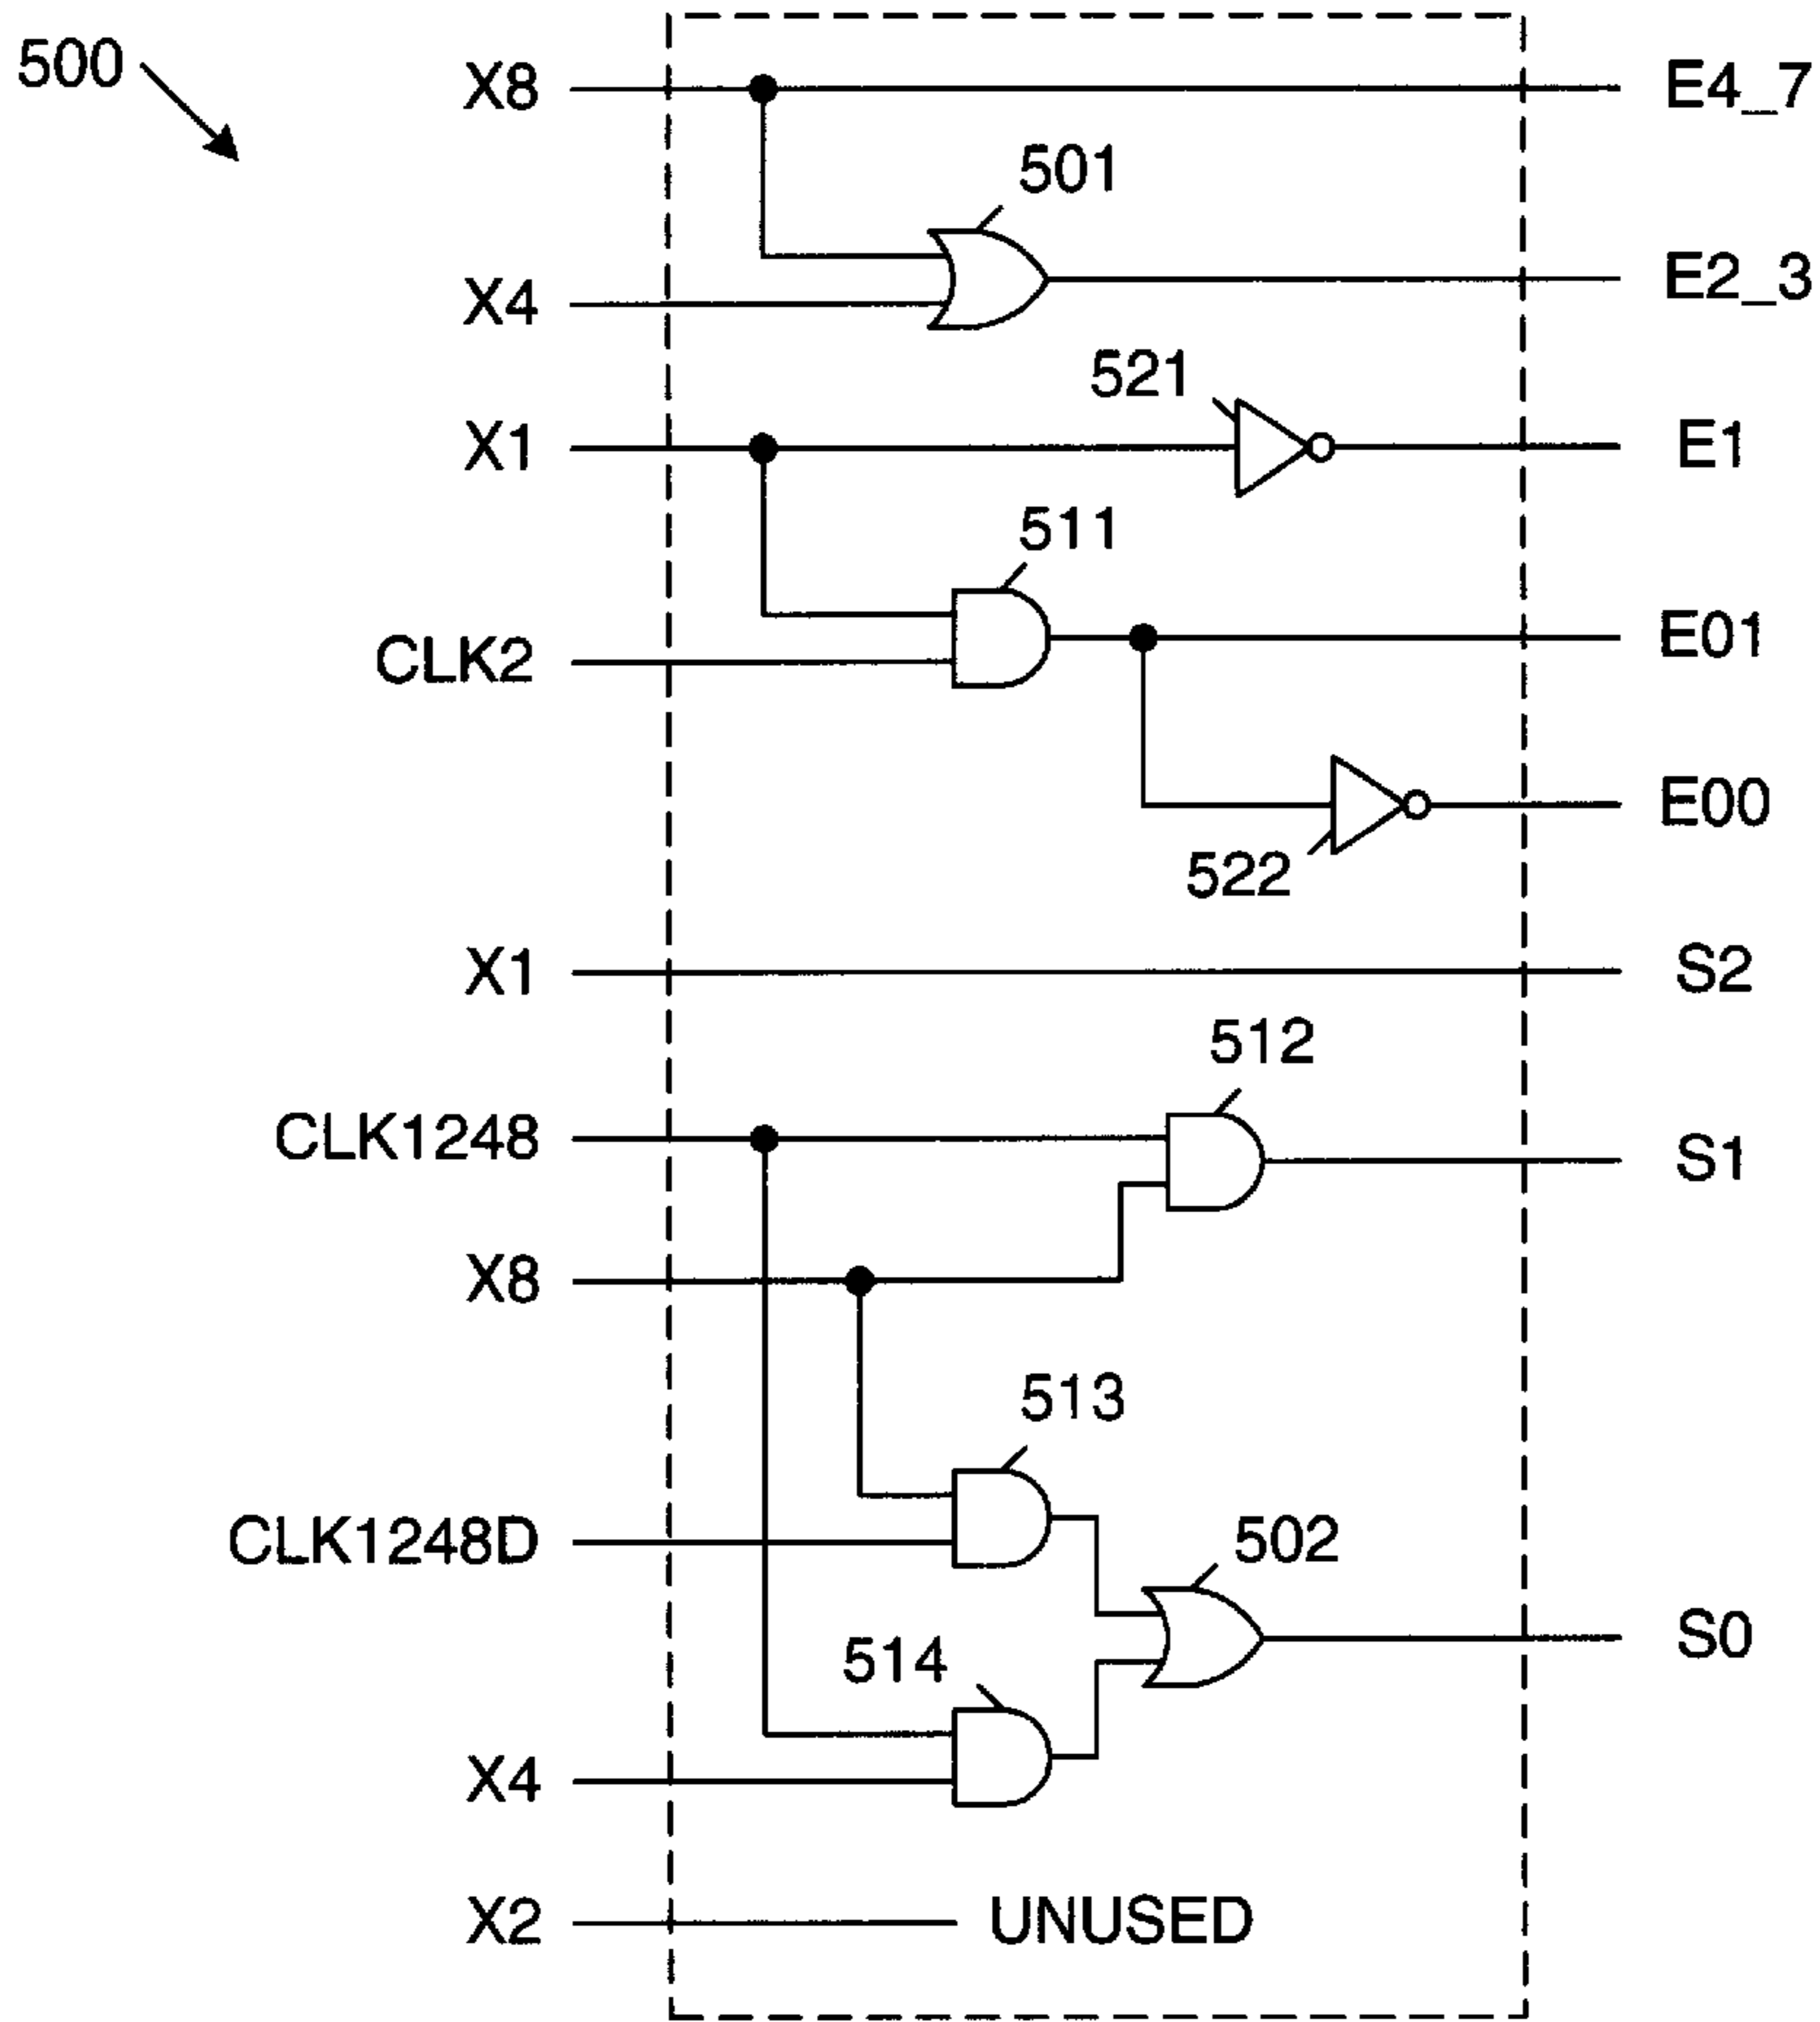 500
X8
E4_7
501
X4
E2_3
521
X1
E1
511
CLK2
E01
E00
522
X1
S2
512
CLK1248
S1
X8
513
CLK1248D
502
S0
514
X4
X2
UNUSED